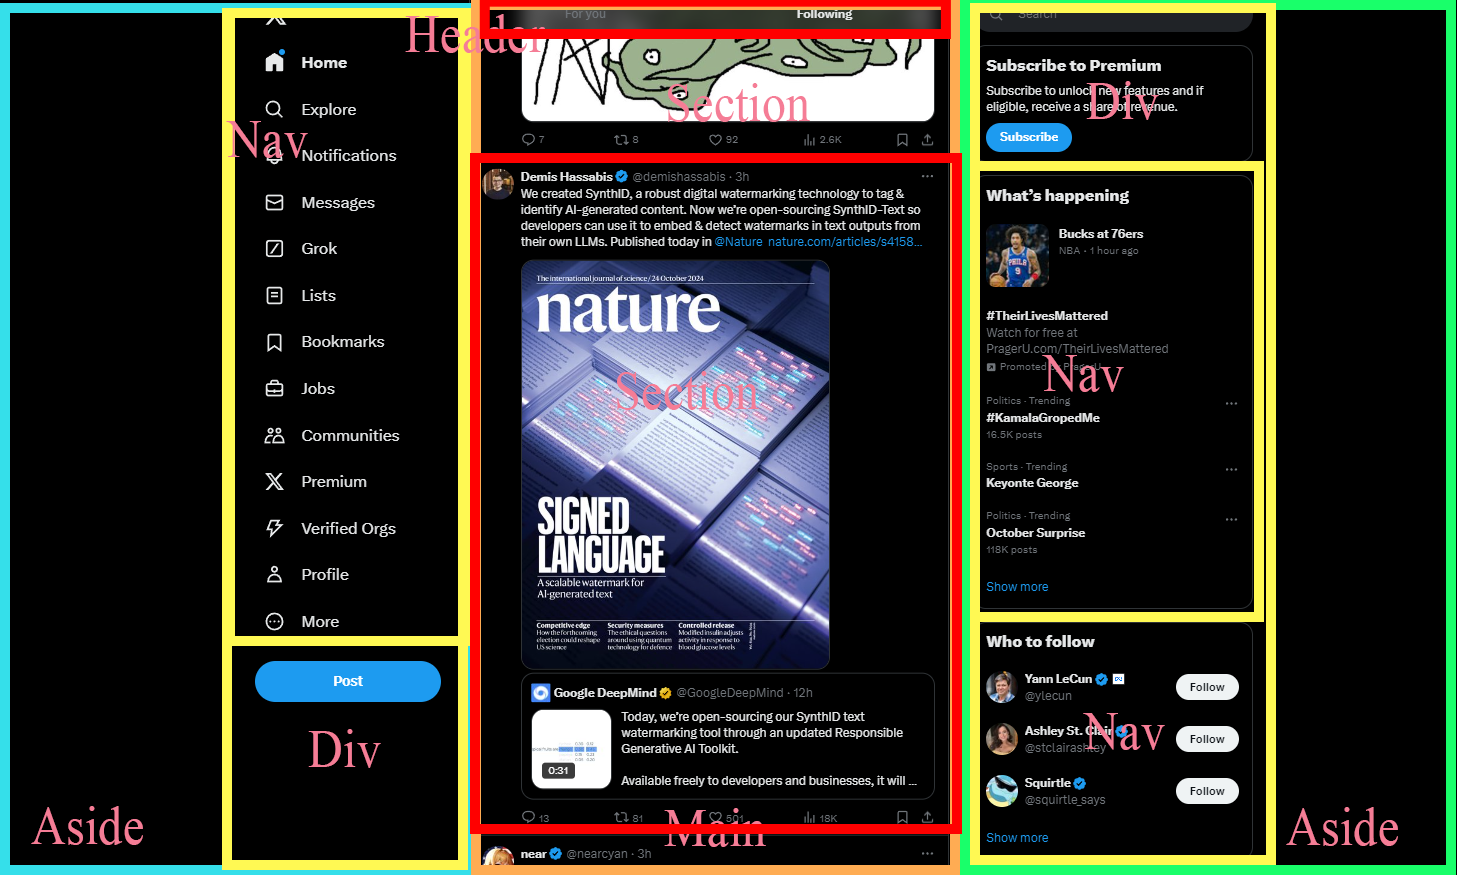 For you
Following
Header
Search
Home
Explore
Nav
Notifications
Messages
Grok
Lists
Bookmarks
Jobs
Communities
Premium
Verified Orgs
Profile
More
Post
Div
Aside
Section
7
8
92
2.6K
Demis Hassabis @demishassabis · 3h
We created SynthID, a robust digital watermarking technology to tag &
identify AI-generated content. Now we're open-sourcing SynthID-Text so
developers can use it to embed & detect watermarks in text outputs from
their own LLMs. Published today in @Nature nature.com/articles/s4158...
The international journal of science / 24 October 2024
nature
Section
SIGNED
LANGUAGE
A scalable watermark for
AI-generated text
Competitive edge
How the forthcoming
election could reshape
US science
Security measures
The ethical questions
around using quantum
technology for defence
Controlled release
Modified insulin adjusts
activity in response to
blood glucose levels
Google DeepMind @GoogleDeepMind · 12h
Today, we're open-sourcing our SynthID text
watermarking tool through an updated Responsible
Generative AI Toolkit.
0:31
Available freely to developers and businesses, it will ...
13
81
501
18K
Main
near @nearcyan · 3h
Subscribe to Premium
Subscribe to unlock new features and if
eligible, receive a share of revenue.
Div
Subscribe
What's happening
Bucks at 76ers
NBA · 1 hour ago
#TheirLivesMattered
Watch for free at
PragerU.com/TheirLivesMattered
Promoted by PragerU
Nav
Politics · Trending
#KamalaGropedMe
16.5K posts
Sports · Trending
Keyonte George
Politics · Trending
October Surprise
118K posts
Show more
Who to follow
Yann LeCun
@ylecun
Follow
Nav
Ashley St. Clair
@stclairashley
Follow
Squirtle
@squirtle_says
Follow
Show more
Aside